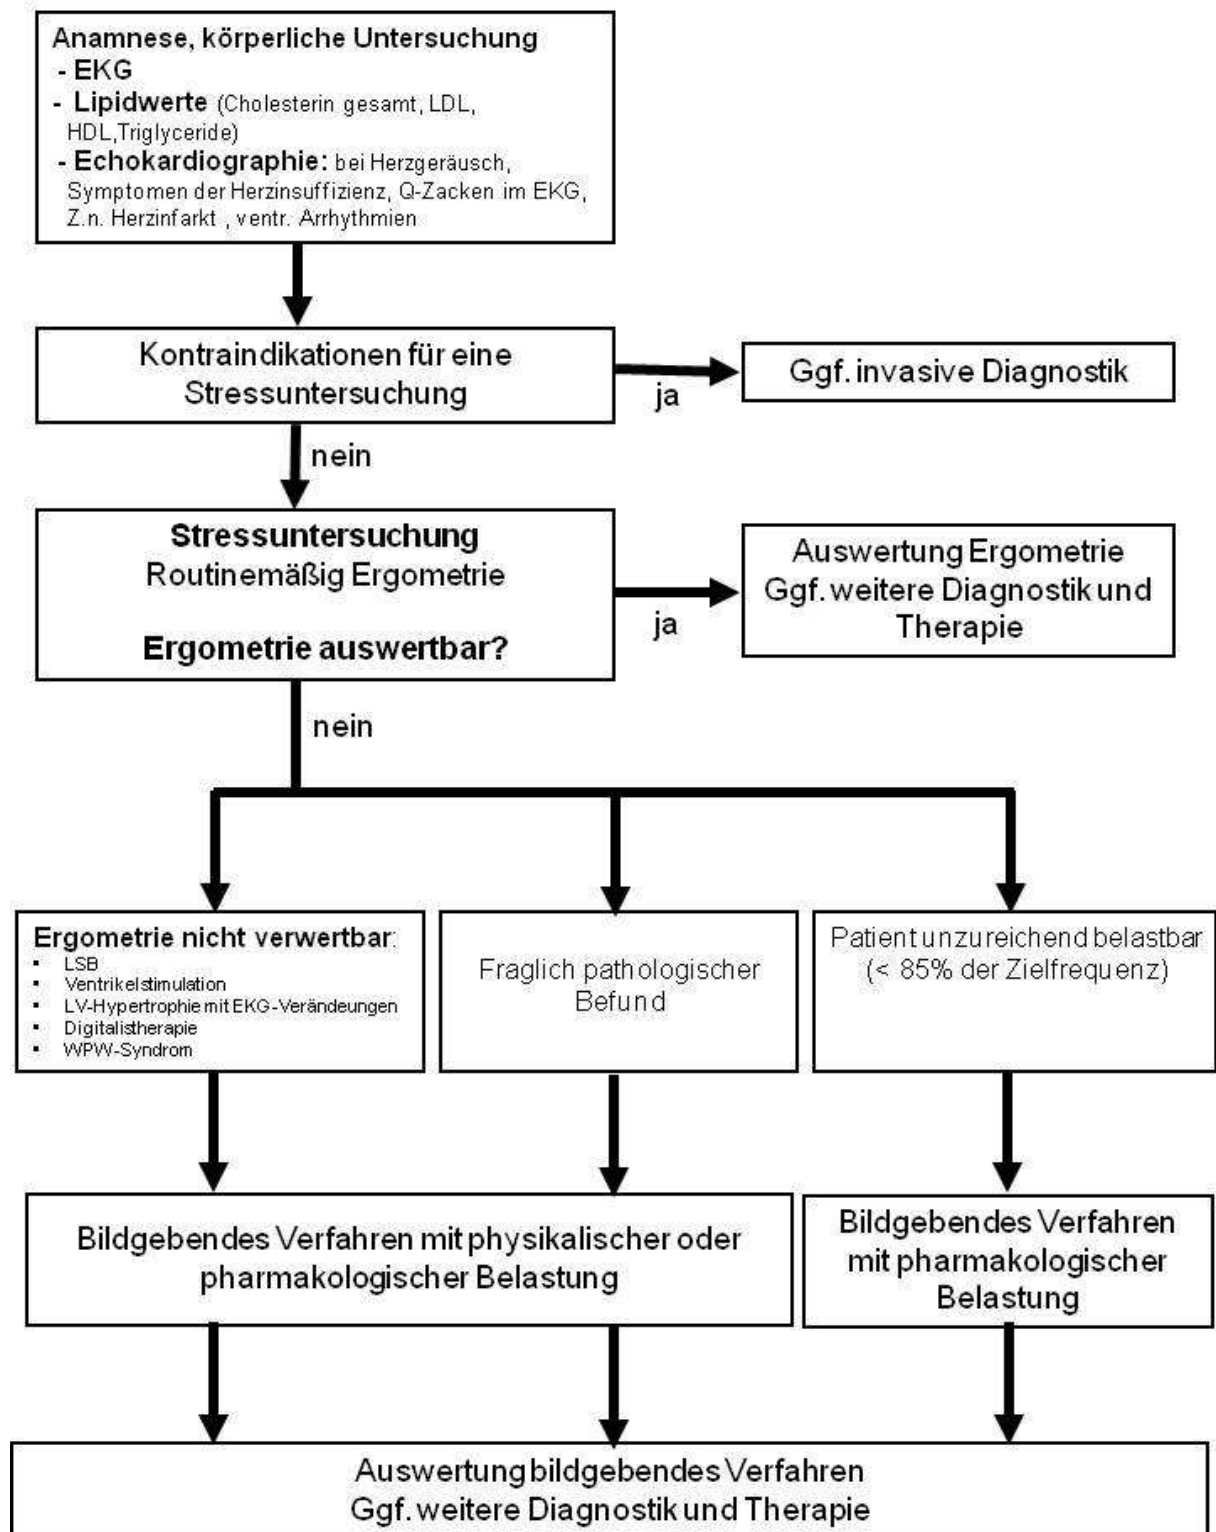 Anamnese, körperliche Untersuchung
- EKG
- Lipidwerte (Cholesterin gesamt, LDL,
HDL,Triglyceride)
- Echokardiographie: bei Herzgeräusch,
Symptomen der Herzinsuffizienz, Q-Zacken im EKG,
Z.n. Herzinfarkt , ventr. Arrhythmien
Kontraindikationen für eine
Stressuntersuchung
ja
Ggf. invasive Diagnostik
nein
Stressuntersuchung
Routinemäßig Ergometrie
Ergometrie auswertbar?
ja
Auswertung Ergometrie
Ggf. weitere Diagnostik und
Therapie
nein
Ergometrie nicht verwertbar:
▪ LSB
▪ Ventrikelstimulation
▪ LV-Hypertrophie mit EKG-Verändeungen
▪ Digitalistherapie
▪ WPW-Syndrom
Fraglich pathologischer
Befund
Patient unzureichend belastbar
(< 85% der Zielfrequenz)
Bildgebendes Verfahren mit physikalischer oder
pharmakologischer Belastung
Bildgebendes Verfahren
mit pharmakologischer
Belastung
Auswertung bildgebendes Verfahren
Ggf. weitere Diagnostik und Therapie